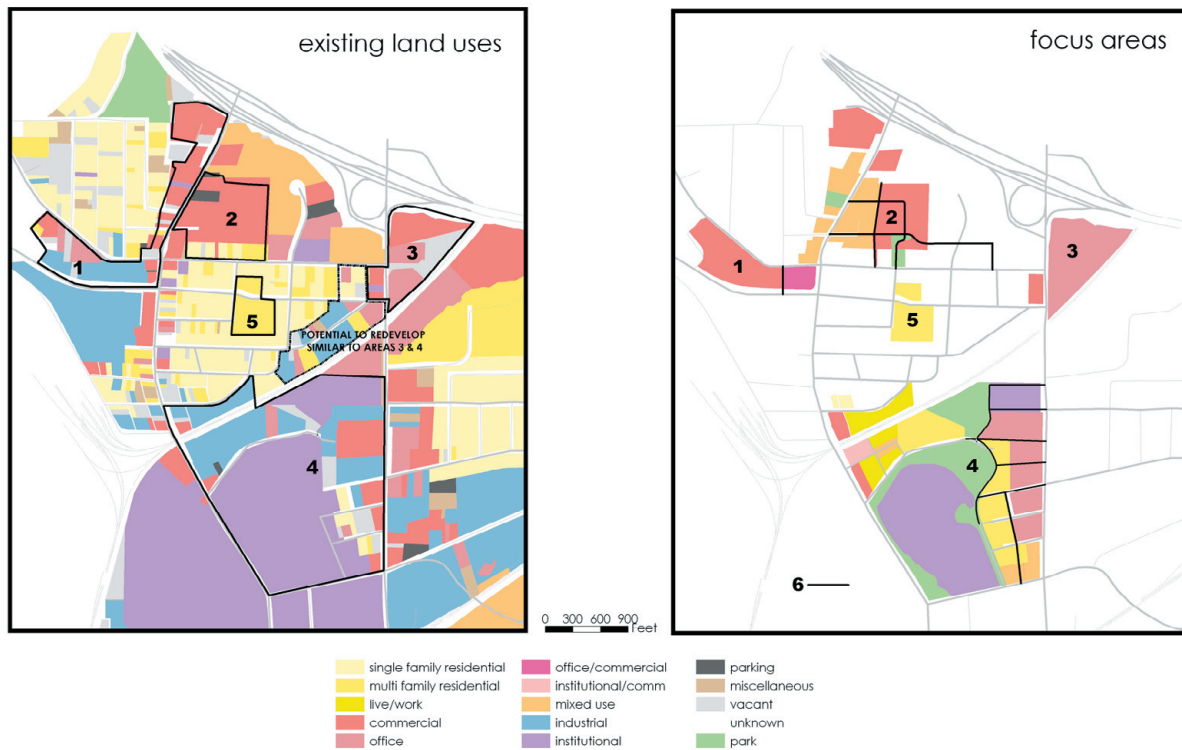 existing land uses
focus areas
1
2
3
4
5
POTENTIAL TO REDEVELOP
SIMILAR TO AREAS 3 & 4
1
2
3
4
5
6
0 300 600 900
Feet
single family residential
multi family residential
live/work
commercial
office
office/commercial
institutional/comm
mixed use
industrial
institutional
parking
miscellaneous
vacant
unknown
park